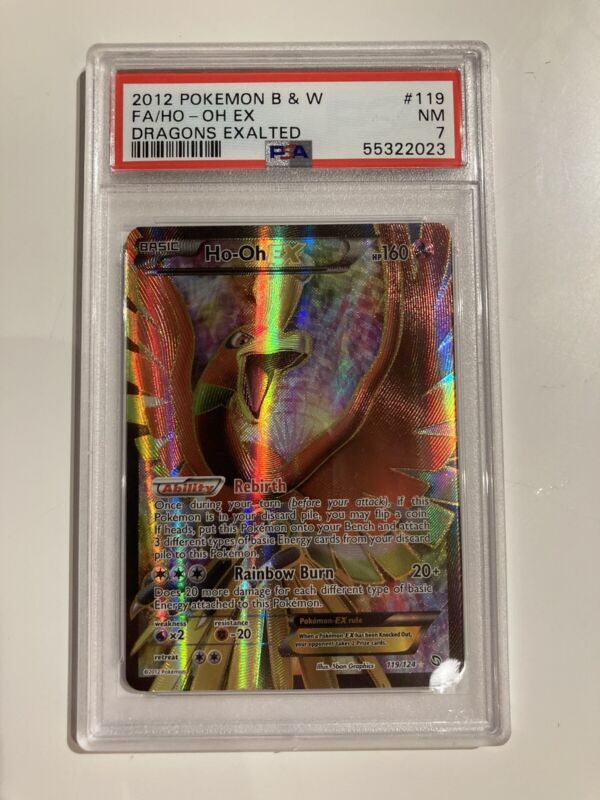 2012 POKEMON B & W #119
FA/HO-OH EX NM
DRAGONS EXALTED 7
PSA 55322023
BASIC Ho-Oh EX HP160
Ability Rebirth
Once during your turn (before your attack), if this
Pokémon is in your discard pile, you may flip a coin.
If heads, put this Pokémon onto your Bench and attach
3 different types of basic Energy cards from your discard
pile to this Pokémon.
Rainbow Burn 20+
Does 20 more damage for each different type of basic
Energy attached to this Pokémon.
weakness resistance
×2 -20
Pokémon-EX rule
When a Pokémon-EX has been Knocked Out,
your opponent takes 2 Prize cards.
retreat
©2012 Pokémon
Illus. 5ban Graphics 119/124